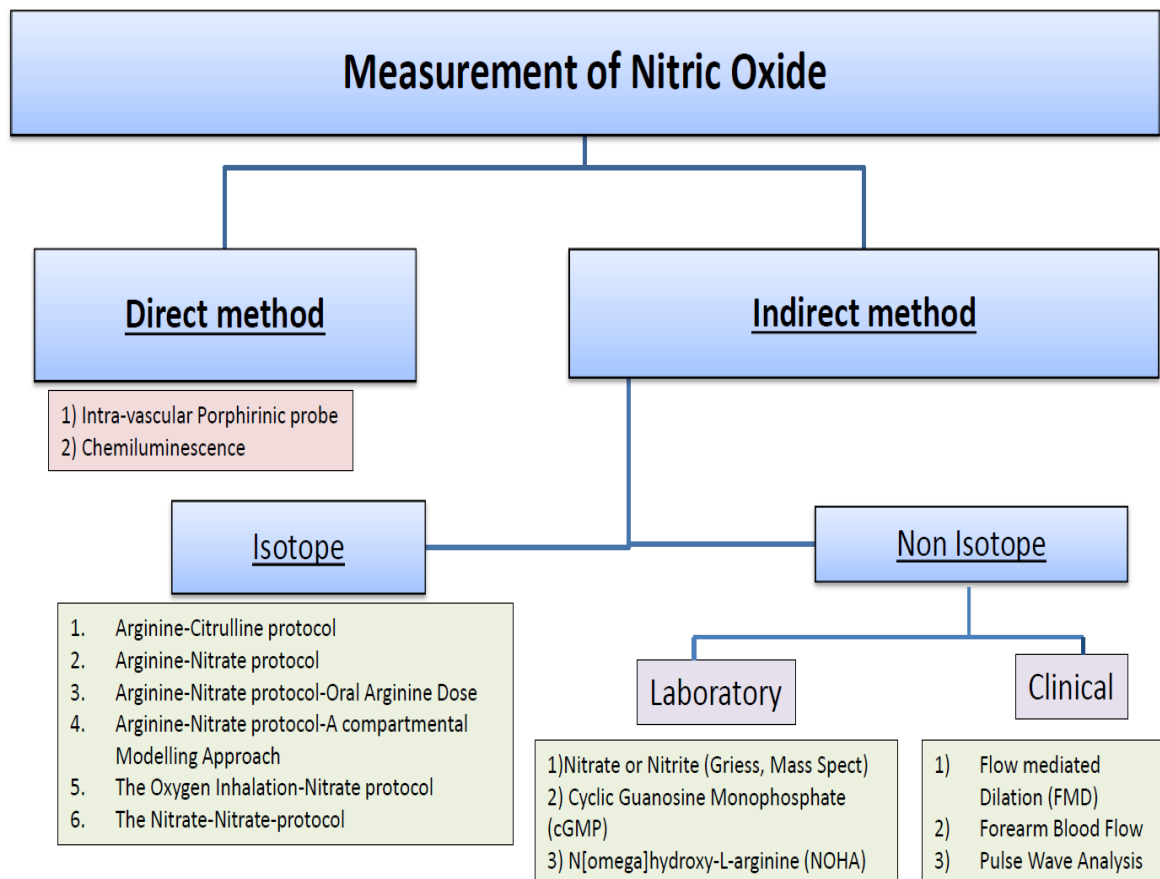 Measurement of Nitric Oxide
Direct method
1) Intra-vascular Porphirinic probe
2) Chemiluminescence
Indirect method
Isotope
1. Arginine-Citrulline protocol
2. Arginine-Nitrate protocol
3. Arginine-Nitrate protocol-Oral Arginine Dose
4. Arginine-Nitrate protocol-A compartmental
Modelling Approach
5. The Oxygen Inhalation-Nitrate protocol
6. The Nitrate-Nitrate-protocol
Non Isotope
Laboratory
1)Nitrate or Nitrite (Griess, Mass Spect)
2) Cyclic Guanosine Monophosphate
(cGMP)
3) N[omega]hydroxy-L-arginine (NOHA)
Clinical
1) Flow mediated
Dilation (FMD)
2) Forearm Blood Flow
3) Pulse Wave Analysis